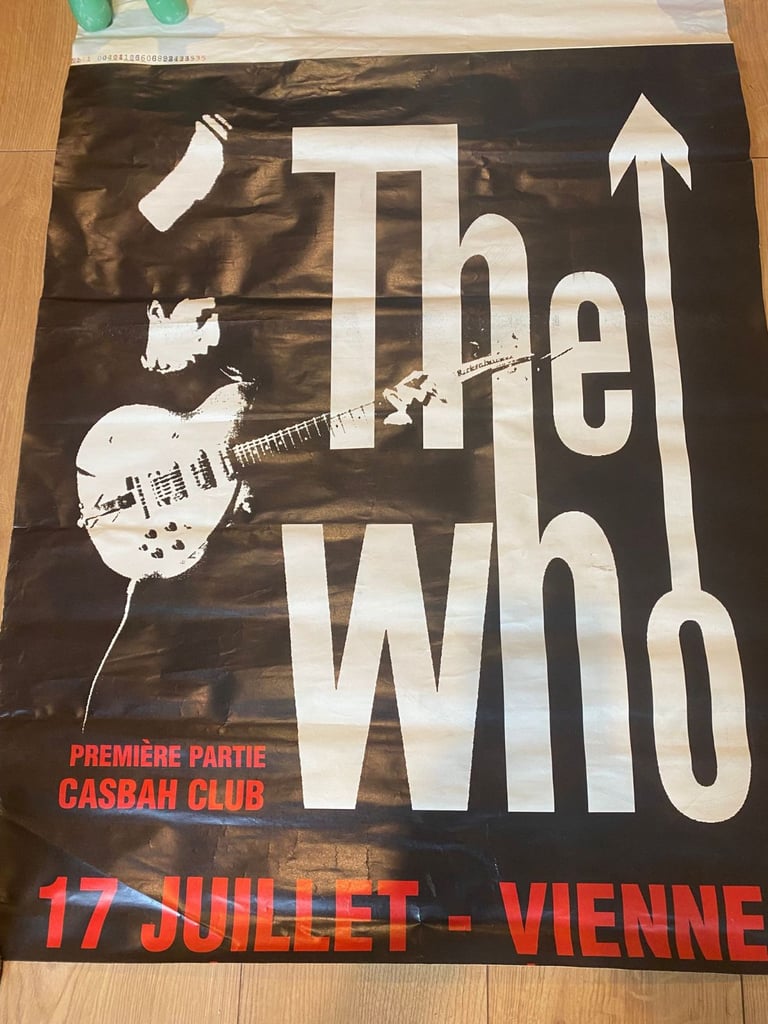 The
Who
PREMIÈRE PARTIE
CASBAH CLUB
17 JUILLET - VIENNE